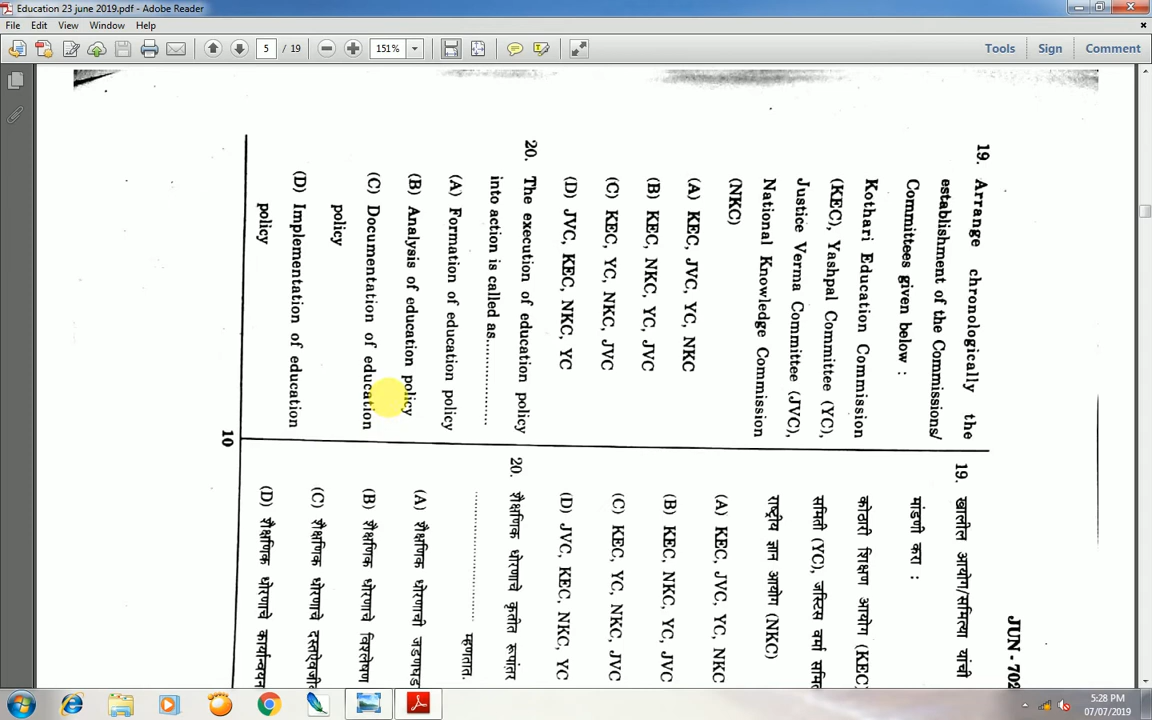 Education 23 june 2019.pdf - Adobe Reader
File Edit View Window Help
5 / 19 151% Tools Sign Comment
JUN - 702
19. Arrange chronologically the
establishment of the Commissions/
Committees given below :
Kothari Education Commission
(KEC), Yashpal Committee (YC),
Justice Verma Committee (JVC),
National Knowledge Commission
(NKC)
(A) KEC, JVC, YC, NKC
(B) KEC, NKC, YC, JVC
(C) KEC, YC, NKC, JVC
(D) JVC, KEC, NKC, YC
20. The execution of education policy
into action is called as................
(A) Formation of education policy
(B) Analysis of education policy
(C) Documentation of education
policy
(D) Implementation of education
policy
19. खालील आयोग/समित्या यांची
मांडणी करा :
कोठारी शिक्षण आयोग (KEC)
समिती (YC), जस्टिस वर्मा समि
राष्ट्रीय ज्ञान आयोग (NKC)
(A) KEC, JVC, YC, NKC
(B) KEC, NKC, YC, JVC
(C) KEC, YC, NKC, JVC
(D) JVC, KEC, NKC, YC
20. शैक्षणिक धोरणाचे कृतीत रूपांतर
................................ म्हणतात.
(A) शैक्षणिक धोरणाची जडणघड
(B) शैक्षणिक धोरणाचे विश्लेषण
(C) शैक्षणिक धोरणाचे दस्तऐवजी
(D) शैक्षणिक धोरणाचे कार्यान्वयन
10
5:28 PM
07/07/2019